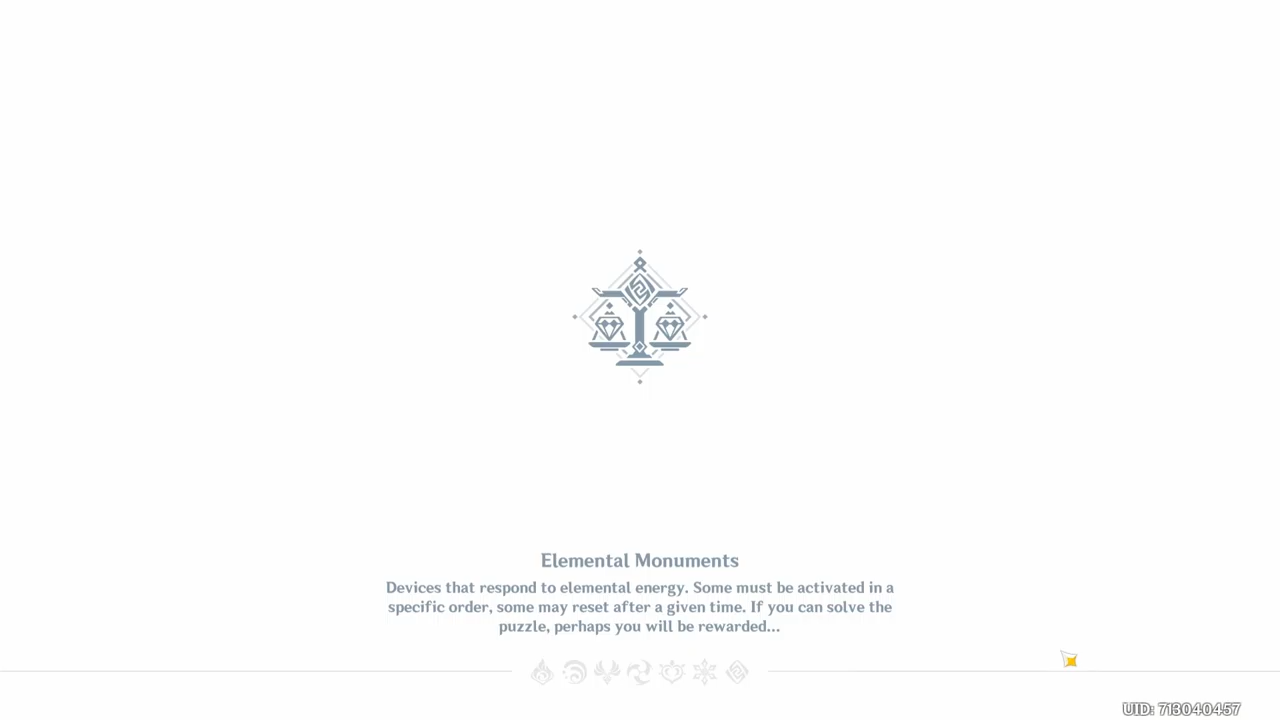 Elemental Monuments
Devices that respond to elemental energy. Some must be activated in a
specific order, some may reset after a given time. If you can solve the
puzzle, perhaps you will be rewarded...
UID: 713040457